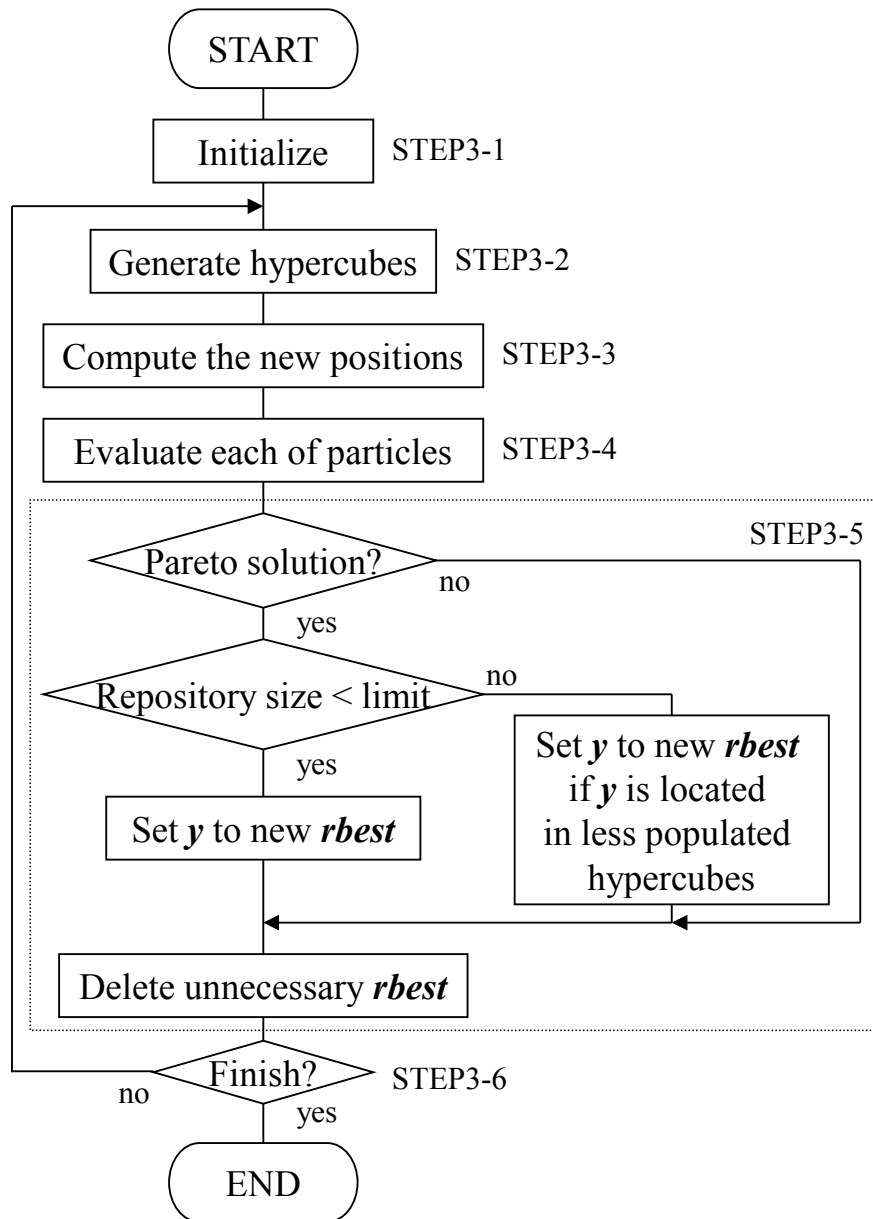 START
Initialize
STEP3-1
Generate hypercubes
STEP3-2
Compute the new positions
STEP3-3
Evaluate each of particles
STEP3-4
STEP3-5
Pareto solution?
no
yes
Repository size < limit
no
yes
Set y to new rbest
if y is located
in less populated
hypercubes
Set y to new rbest
Delete unnecessary rbest
Finish?
STEP3-6
no
yes
END